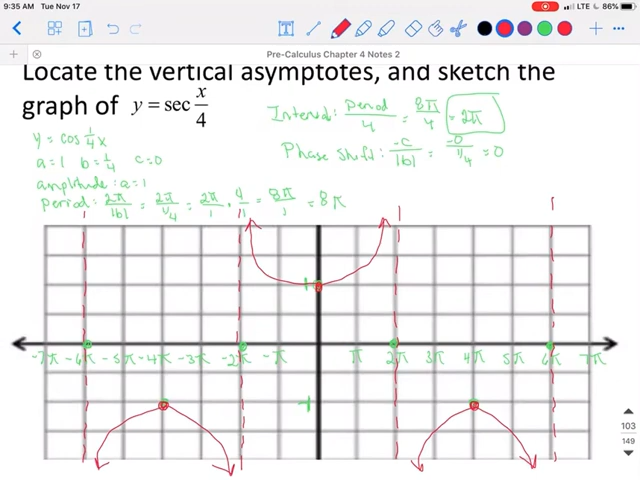 9:35 AM Tue Nov 17
LTE 86%
Pre-Calculus Chapter 4 Notes 2
Locate the vertical asymptotes, and sketch the
graph of y = sec x/4
Interval: Period/4 = 8π/4 = 2π
y = cos 1/4 x
Phase Shift: -c/|b| = -0/1/4 = 0
a=1 b=1/4 c=0
amplitude: a=1
period: 2π/|b| = 2π/1/4 = 2π/1 · 4/1 = 8π/1 = 8π
1
-7π -6π -5π -4π -3π -2π -π π 2π 3π 4π 5π 6π 7π
-1
103
149